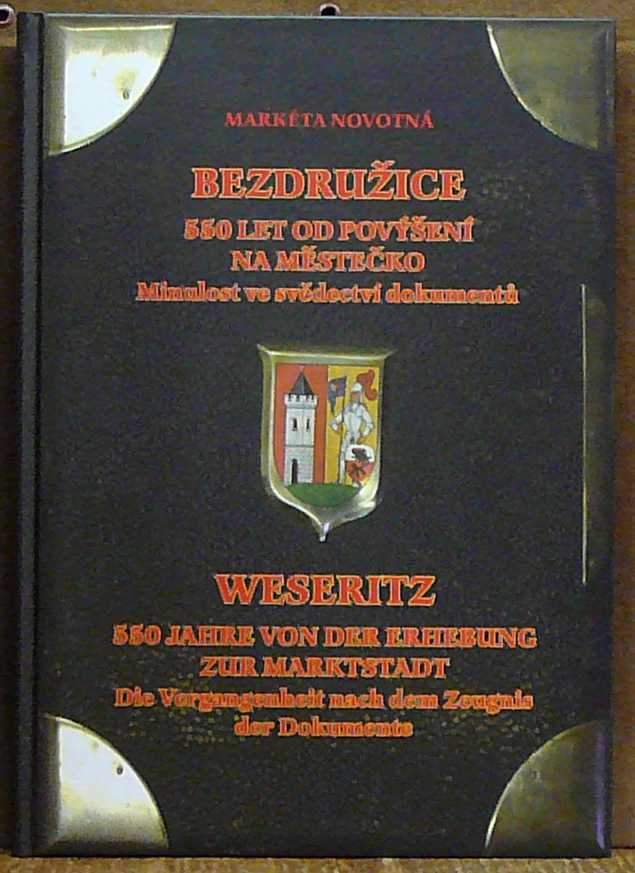 MARKÉTA NOVOTNÁ
BEZDRUŽICE
550 LET OD POVÝŠENÍ
NA MĚSTEČKO
Minulost ve svědectví dokumentů
WESERITZ
550 JAHRE VON DER ERHEBUNG
ZUR MARKTSTADT
Die Vergangenheit nach dem Zeugnis
der Dokumente